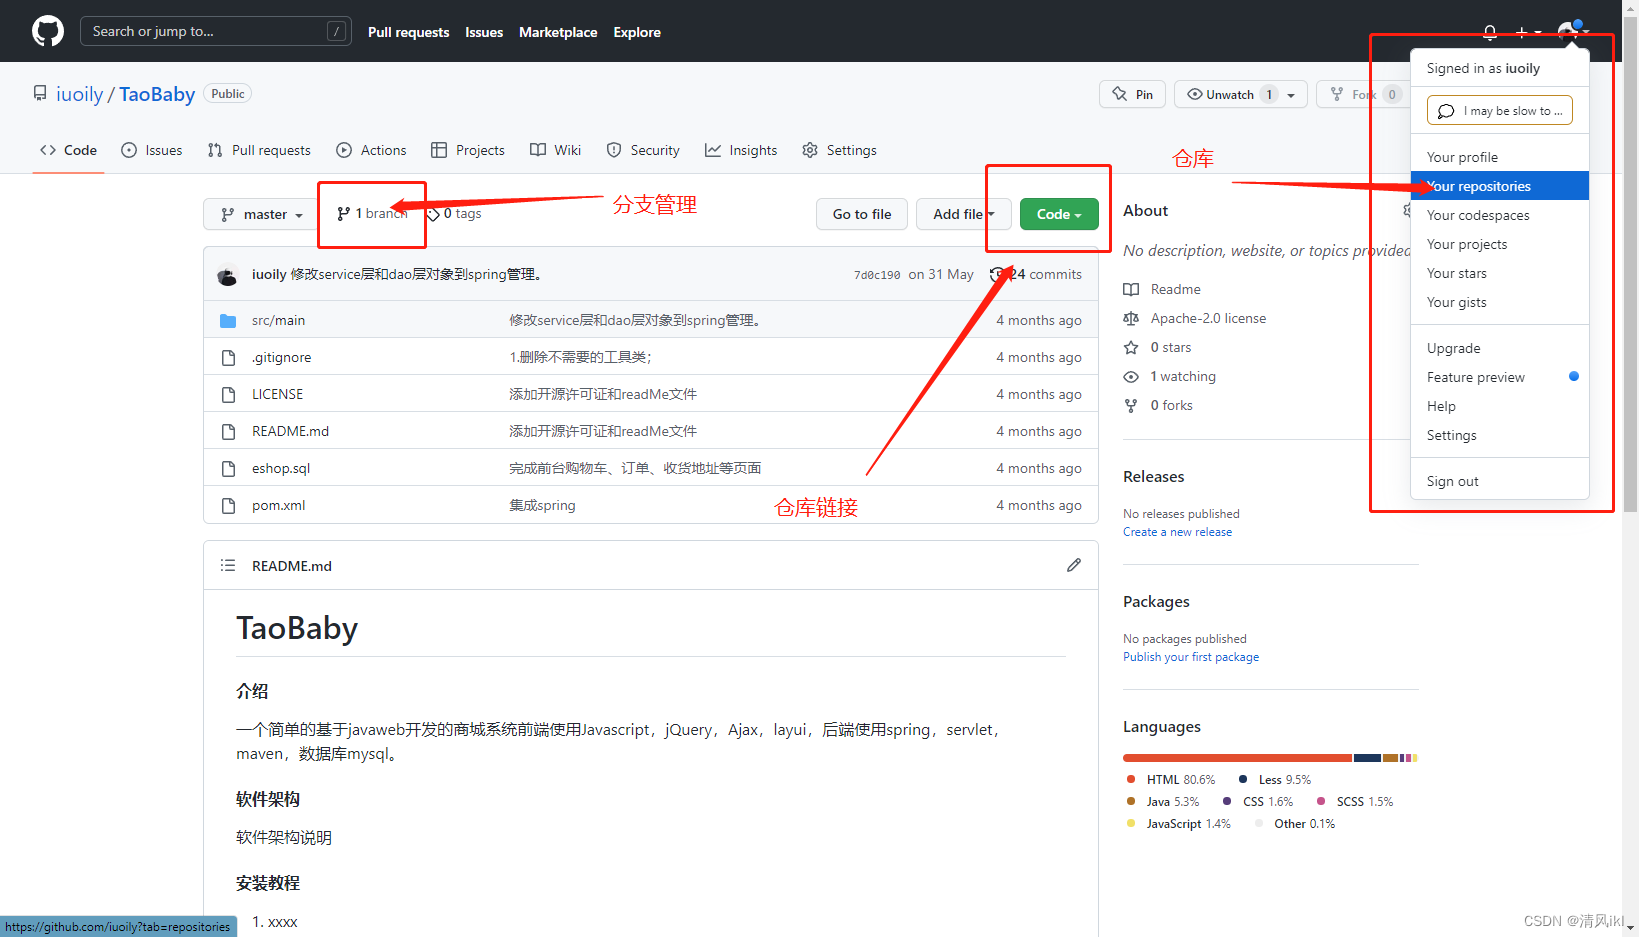 Search or jump to... /
Pull requests Issues Marketplace Explore
Signed in as iuoily
I may be slow to ...
Your profile
Your repositories
Your codespaces
Your projects
Your stars
Your gists
Upgrade
Feature preview
Help
Settings
Sign out
iuoily / TaoBaby Public
Pin Unwatch 1 Fork 0
Code Issues Pull requests Actions Projects Wiki Security Insights Settings
仓库
master 1 branch 0 tags 分支管理 Go to file Add file Code
iuoily 修改service层和dao层对象到spring管理。 7d0c190 on 31 May 24 commits
src/main 修改service层和dao层对象到spring管理。 4 months ago
.gitignore 1.删除不需要的工具类； 4 months ago
LICENSE 添加开源许可证和readMe文件 4 months ago
README.md 添加开源许可证和readMe文件 4 months ago
eshop.sql 完成前台购物车、订单、收货地址等页面 4 months ago
pom.xml 集成spring 4 months ago
仓库链接
README.md
TaoBaby
介绍
一个简单的基于javaweb开发的商城系统前端使用Javascript，jQuery，Ajax，layui，后端使用spring，servlet，
maven，数据库mysql。
软件架构
软件架构说明
安装教程
1. xxxx
About
No description, website, or topics provided
Readme
Apache-2.0 license
0 stars
1 watching
0 forks
Releases
No releases published
Create a new release
Packages
No packages published
Publish your first package
Languages
HTML 80.6% Less 9.5%
Java 5.3% CSS 1.6% SCSS 1.5%
JavaScript 1.4% Other 0.1%
https://github.com/iuoily?tab=repositories
CSDN @清风ikl